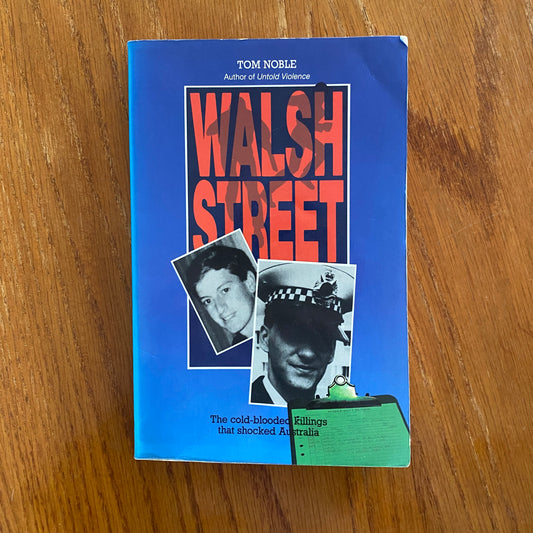 TOM NOBLE
Author of Untold Violence
WALSH
STREET
The cold-blooded killings
that shocked Australia